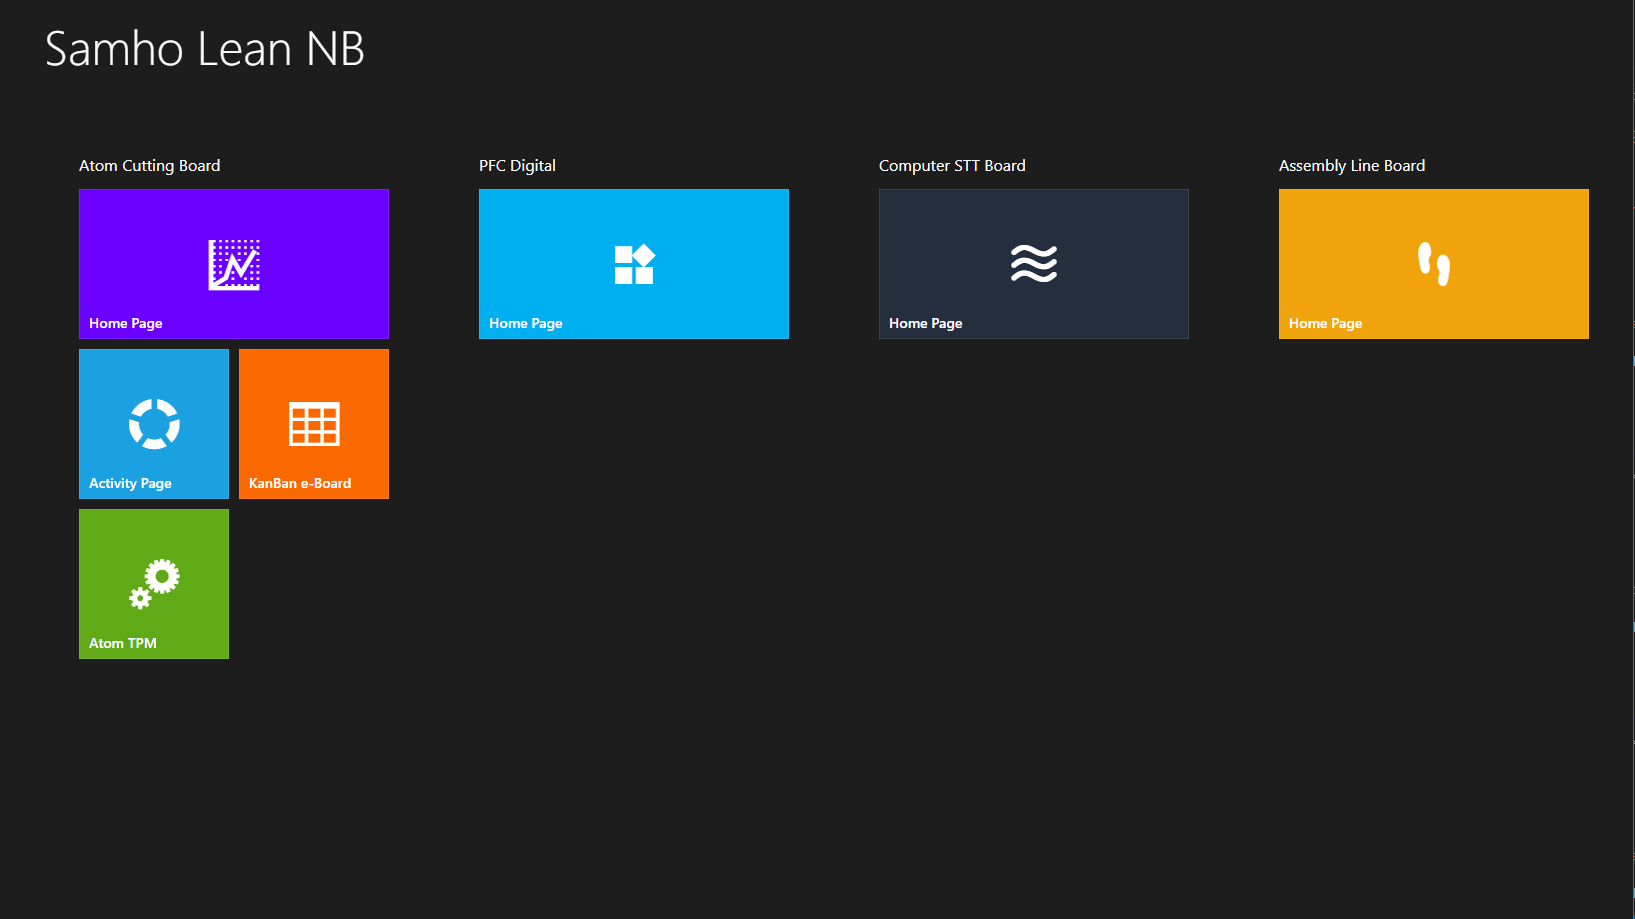 Samho Lean NB
Atom Cutting Board
Home Page
Activity Page
KanBan e-Board
Atom TPM
PFC Digital
Home Page
Computer STT Board
Home Page
Assembly Line Board
Home Page